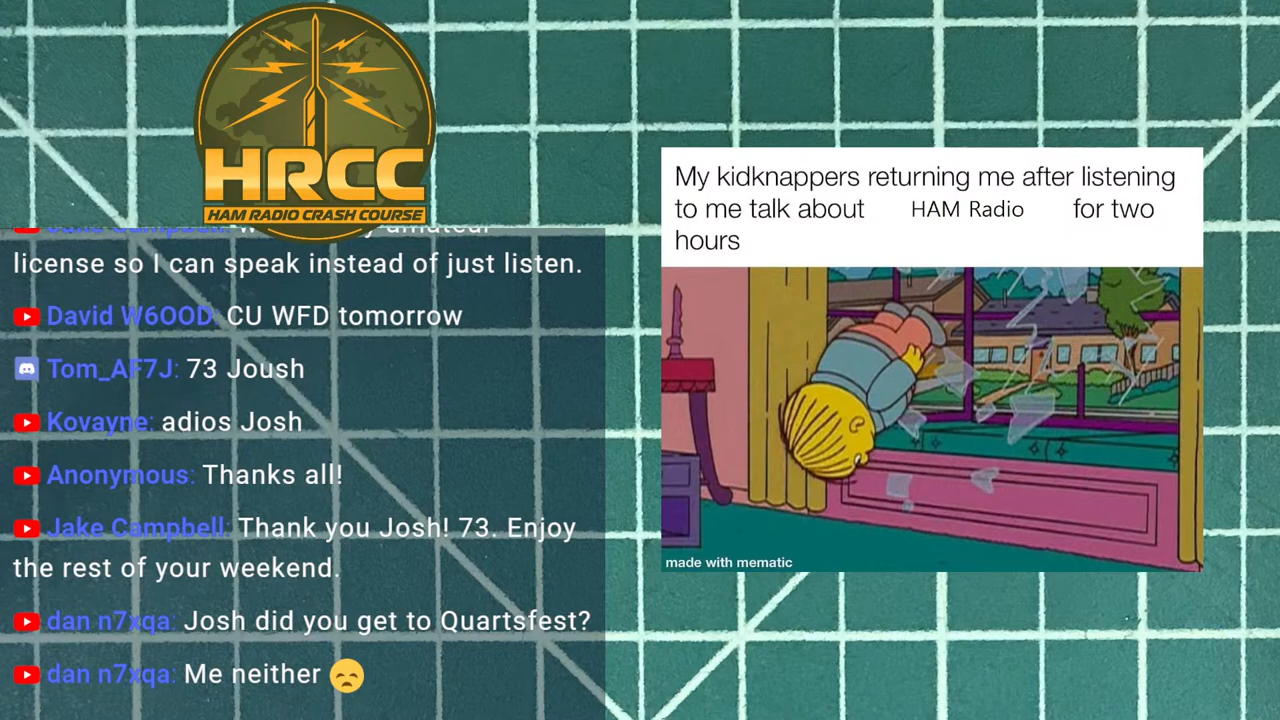 HRCC
HAM RADIO CRASH COURSE
license so I can speak instead of just listen.
David W6OOD: CU WFD tomorrow
Tom_AF7J: 73 Joush
Kovayne: adios Josh
Anonymous: Thanks all!
Jake Campbell: Thank you Josh! 73. Enjoy
the rest of your weekend.
dan n7xqa: Josh did you get to Quartsfest?
dan n7xqa: Me neither 😞
My kidknappers returning me after listening
to me talk about HAM Radio for two
hours
made with mematic